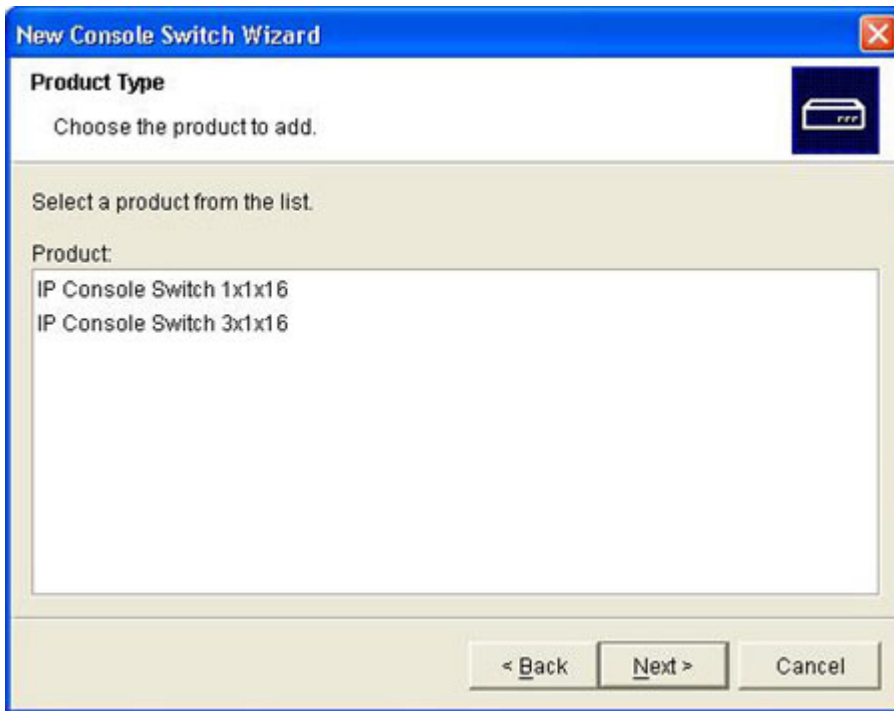 New Console Switch Wizard
Product Type
Choose the product to add.
Select a product from the list.
Product:
IP Console Switch 1x1x16
IP Console Switch 3x1x16
< Back
Next >
Cancel